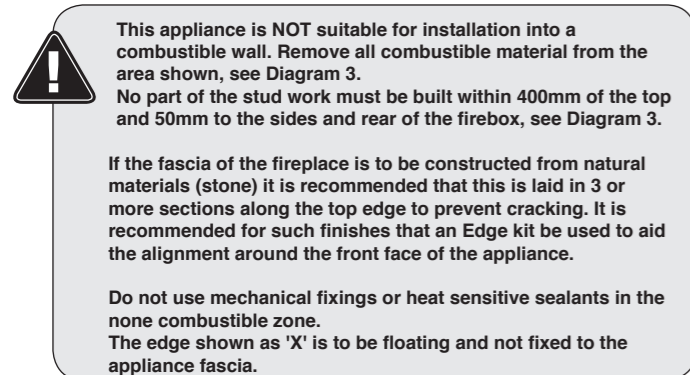 This appliance is NOT suitable for installation into a
combustible wall. Remove all combustible material from the
area shown, see Diagram 3.
No part of the stud work must be built within 400mm of the top
and 50mm to the sides and rear of the firebox, see Diagram 3.
If the fascia of the fireplace is to be constructed from natural
materials (stone) it is recommended that this is laid in 3 or
more sections along the top edge to prevent cracking. It is
recommended for such finishes that an Edge kit be used to aid
the alignment around the front face of the appliance.
Do not use mechanical fixings or heat sensitive sealants in the
none combustible zone.
The edge shown as 'X' is to be floating and not fixed to the
appliance fascia.